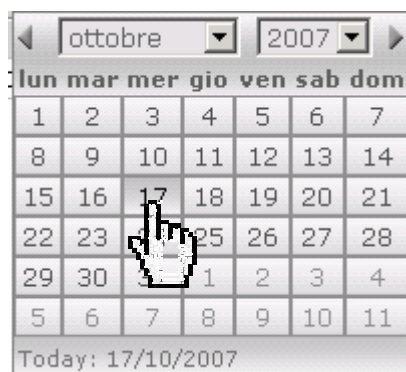 ottobre 2007
lun mar mer gio ven sab dom
1 2 3 4 5 6 7
8 9 10 11 12 13 14
15 16 17 18 19 20 21
22 23 25 26 27 28
29 30 1 2 3 4
5 6 7 8 9 10 11
Today: 17/10/2007